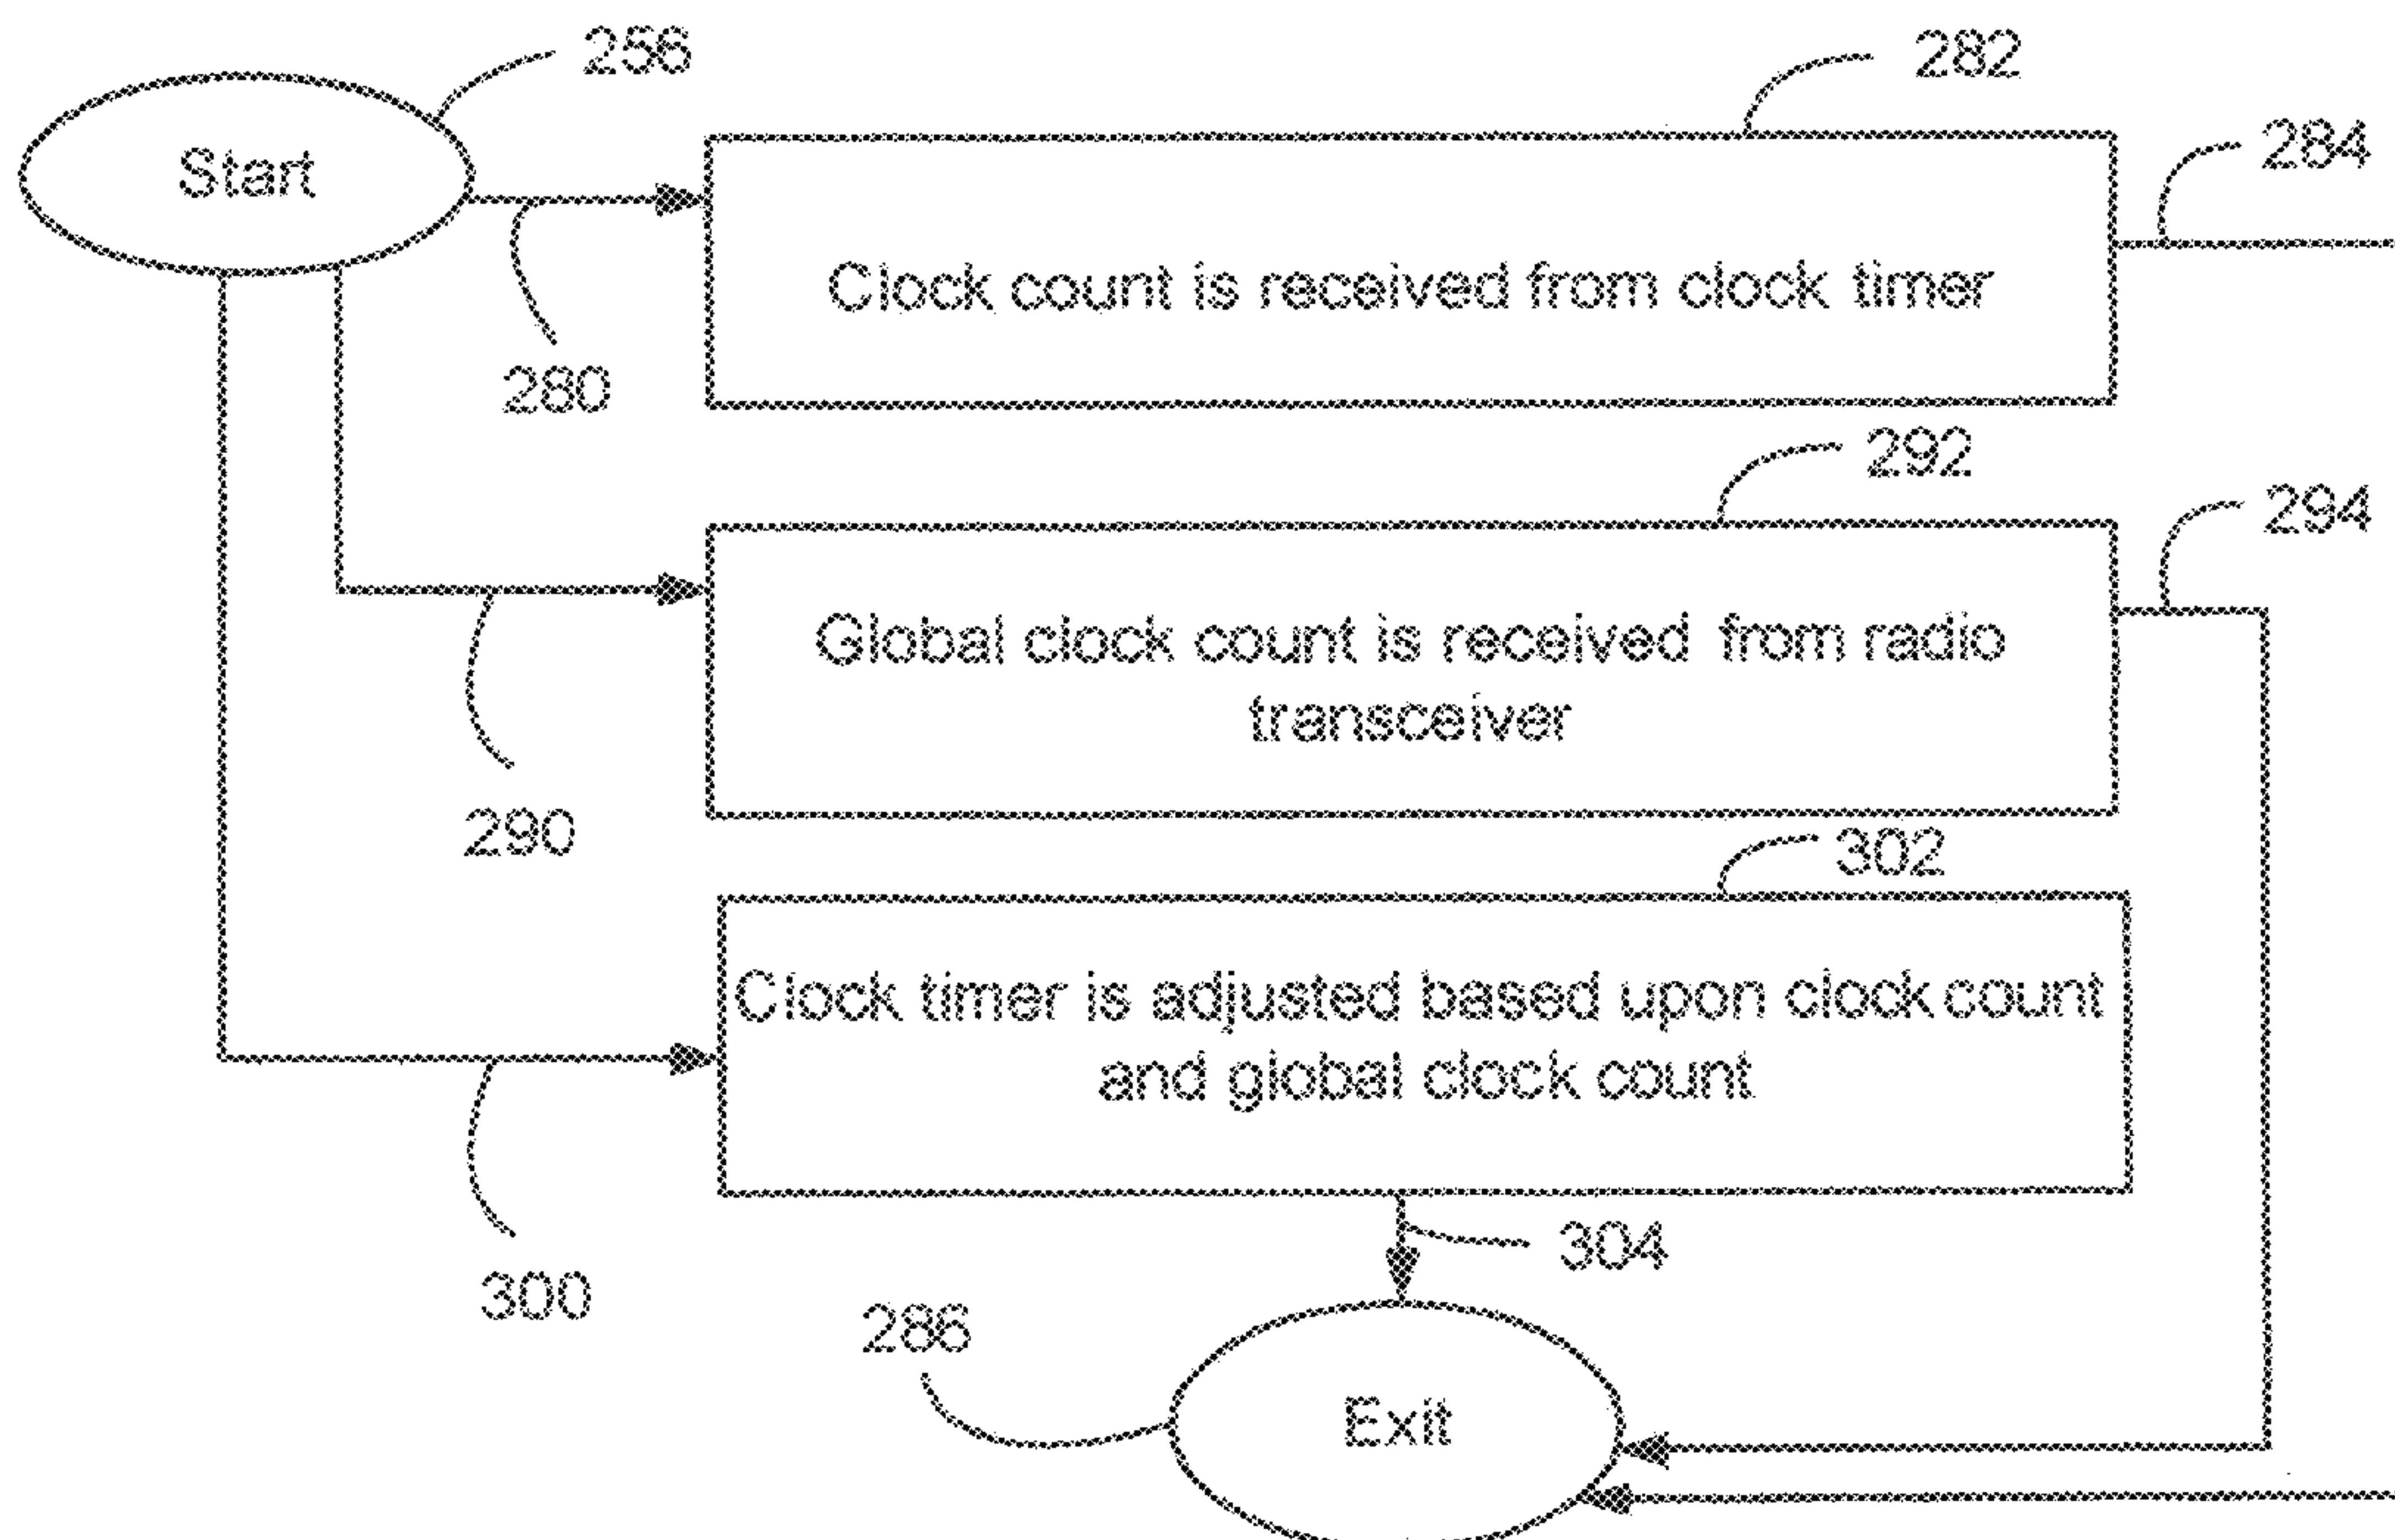 256
282
Start
284
280
Clock count is received from clock timer
292
294
290
Global clock count is received from radio
transceiver
302
Clock timer is adjusted based upon clock count
and global clock count
300
304
286
Exit